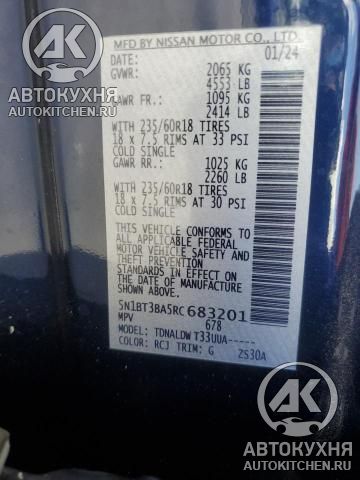 АВТОКУХНЯ
AUTOKITCHEN.RU
MFD BY NISSAN MOTOR CO., LTD.
DATE: 01/24
GVWR: 2065 KG
4553 LB
GAWR FR.: 1095 KG
2414 LB
WITH 235/60R18 TIRES
18 x 7.5 RIMS AT 33 PSI
COLD SINGLE
GAWR RR.: 1025 KG
2260 LB
WITH 235/60R18 TIRES
18 x 7.5 RIMS AT 30 PSI
COLD SINGLE
THIS VEHICLE CONFORMS TO
ALL APPLICABLE FEDERAL
MOTOR VEHICLE SAFETY AND
THEFT PREVENTION
STANDARDS IN EFFECT ON
THE DATE OF MANUFACTURE
SHOWN ABOVE.
5N1BT3BA5RC683201
MPV 678
MODEL: TDNALDW T33UUA-----
COLOR: RCJ TRIM: G 2S30A
АВТОКУХНЯ
AUTOKITCHEN.RU